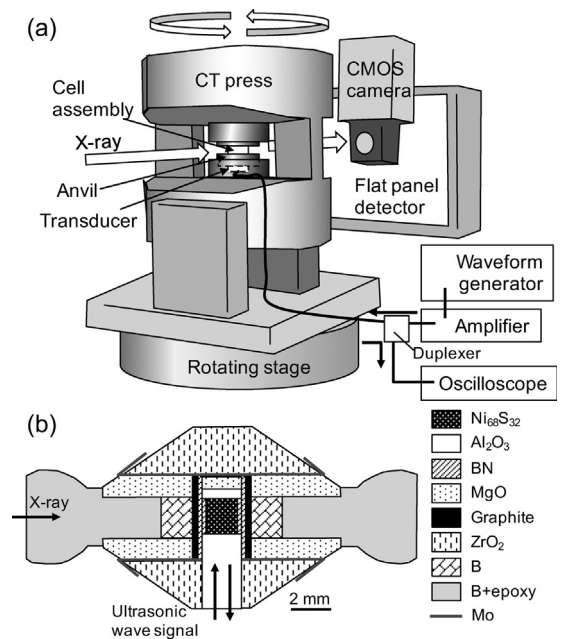 (a)
CT press
CMOS
camera
Cell
assembly
X-ray
Anvil
Transducer
Flat panel
detector
Waveform
generator
Amplifier
Duplexer
Rotating stage
Oscilloscope
(b)
X-ray
Ultrasonic
wave signal
2 mm
Ni68S32
Al2O3
BN
MgO
Graphite
ZrO2
B
B+epoxy
Mo